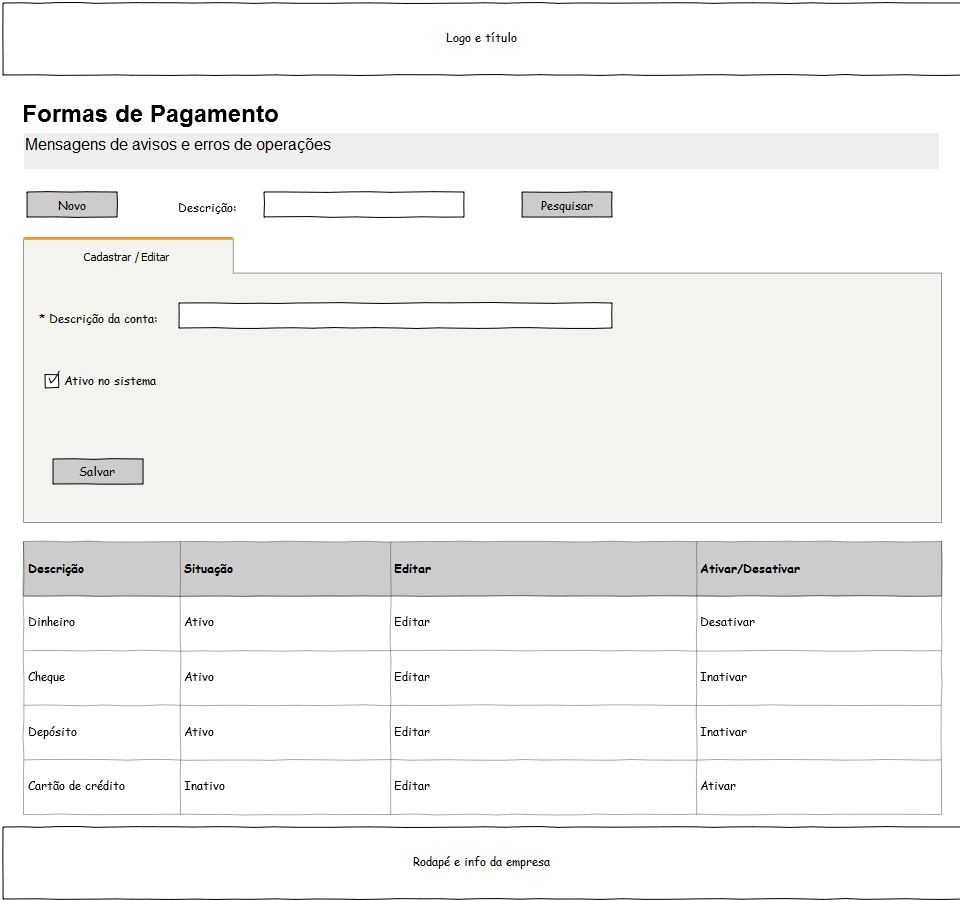 Logo e título
Formas de Pagamento
Mensagens de avisos e erros de operações
Novo Descrição: Pesquisar
Cadastrar / Editar
* Descrição da conta:
Ativo no sistema
Salvar
Descrição Situação Editar Ativar/Desativar
Dinheiro Ativo Editar Desativar
Cheque Ativo Editar Inativar
Depósito Ativo Editar Inativar
Cartão de crédito Inativo Editar Ativar
Rodapé e info da empresa